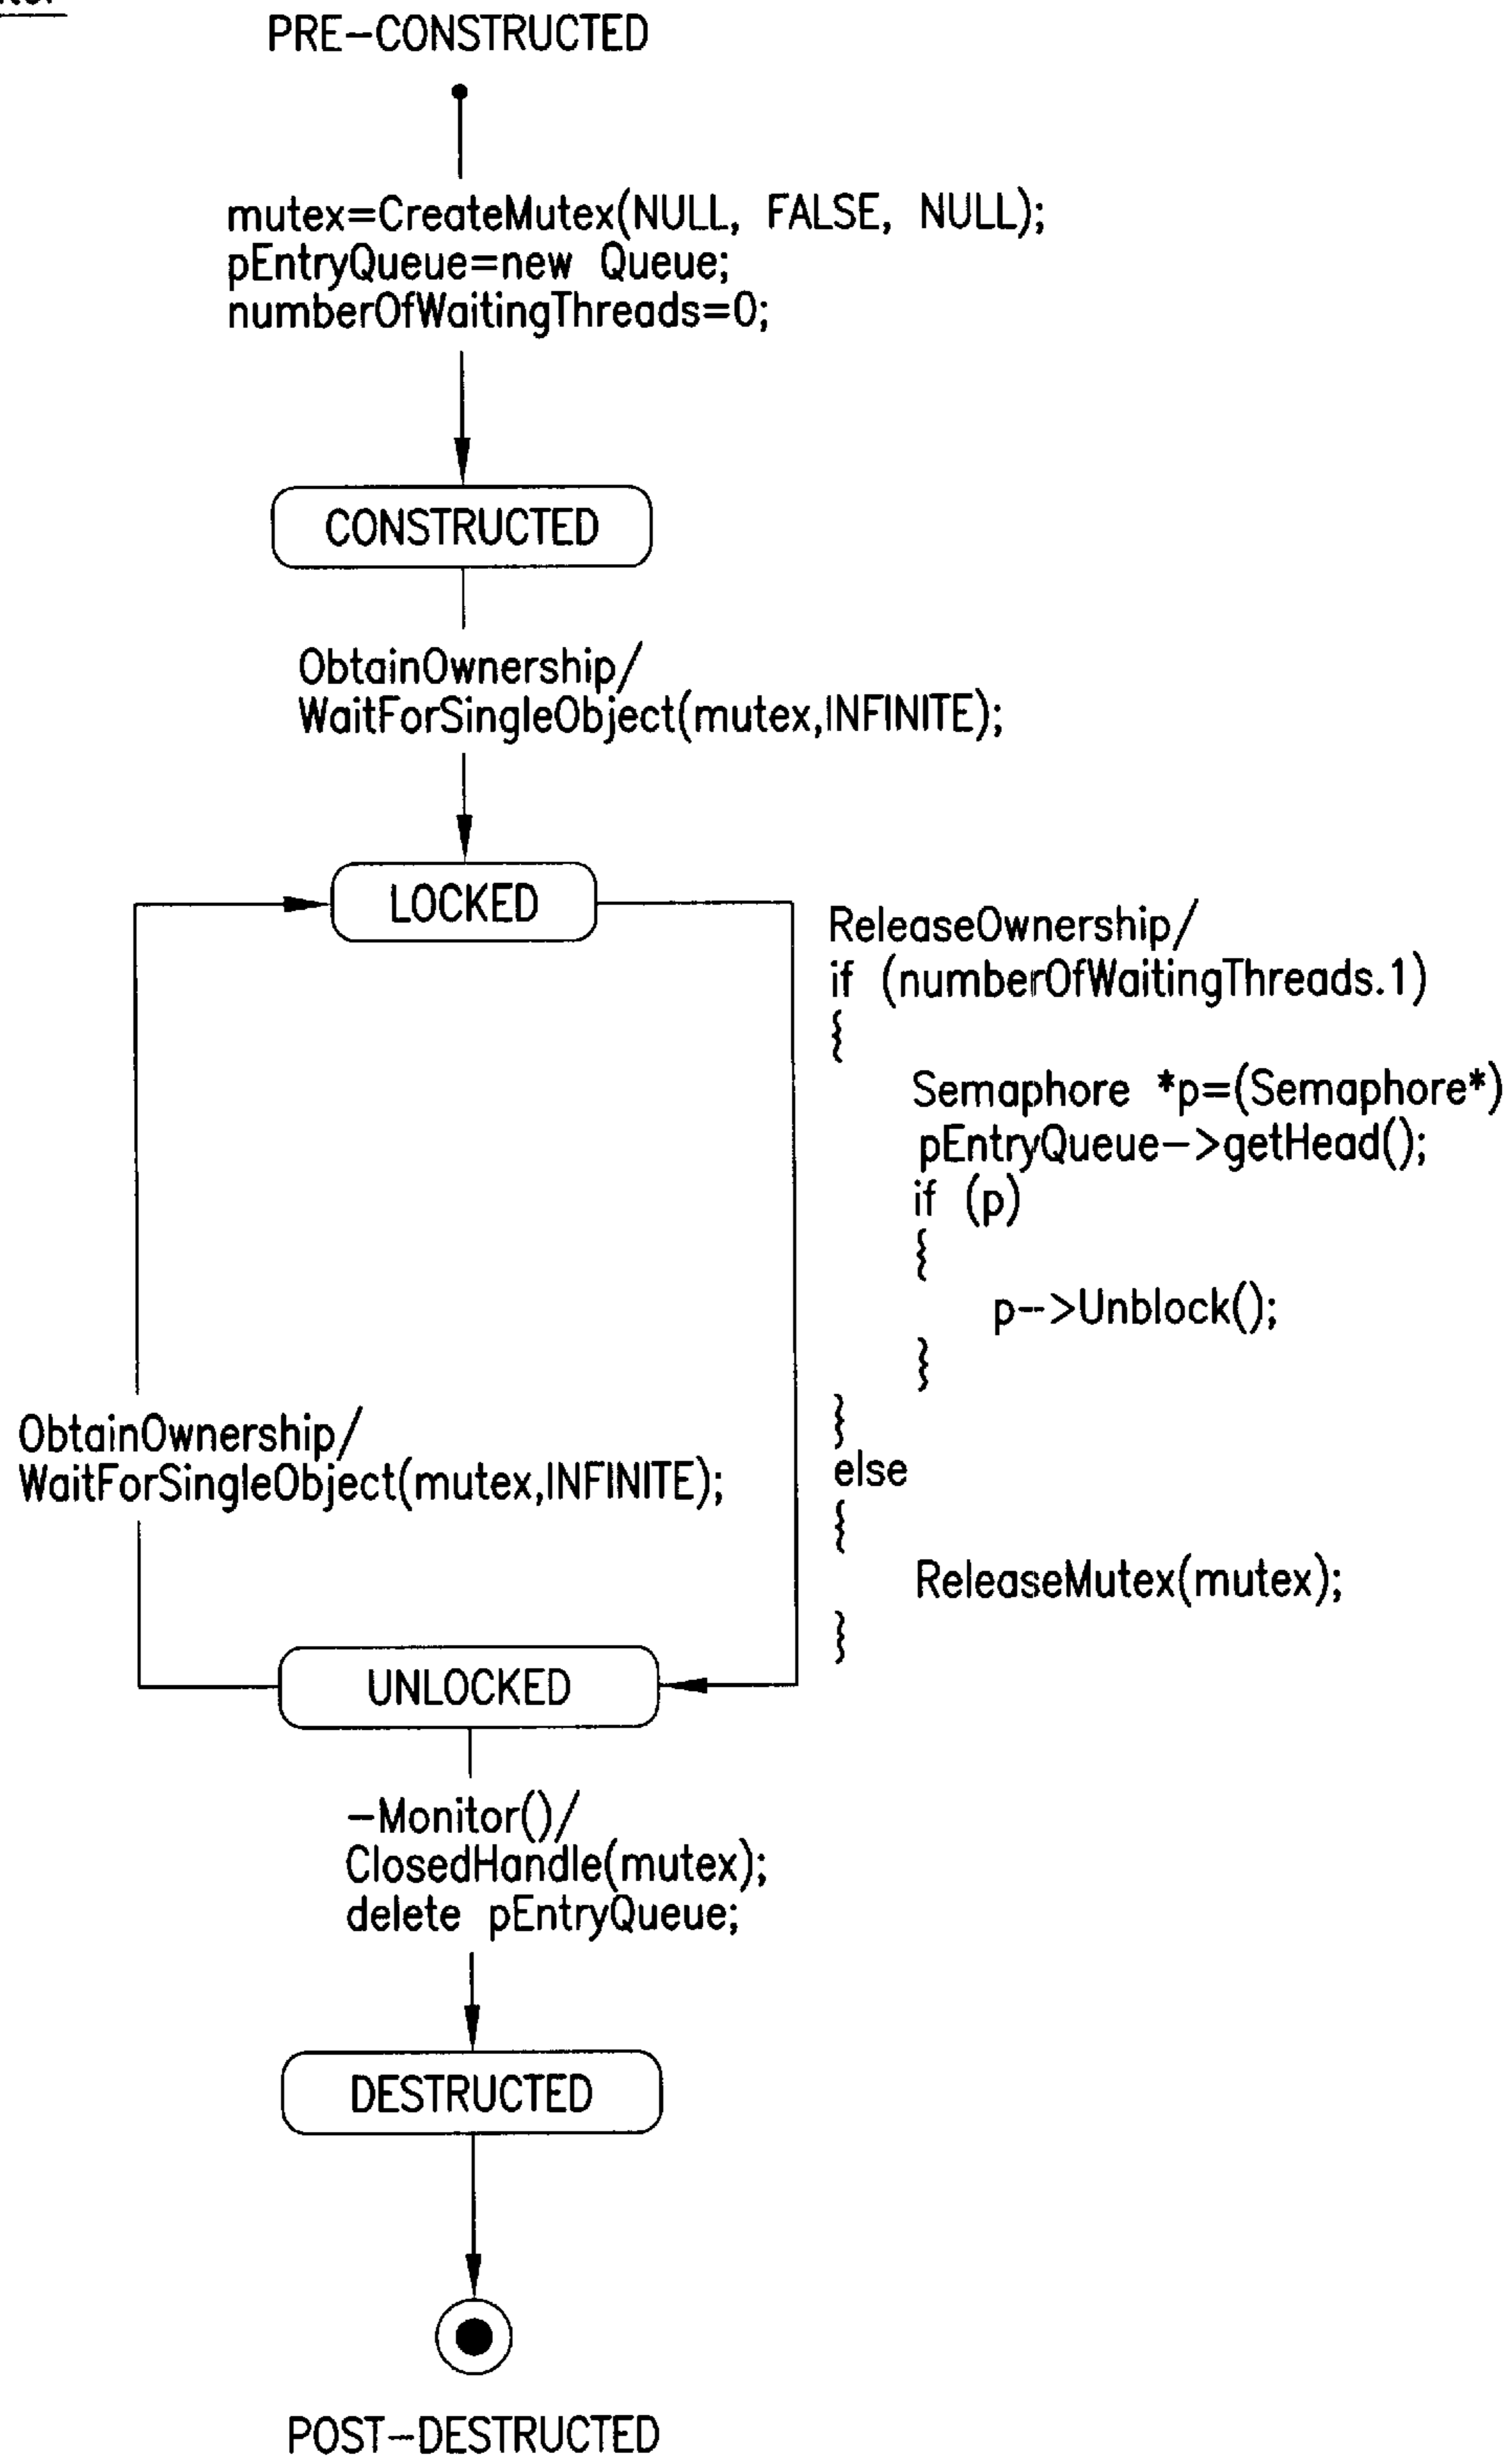 PRE-CONSTRUCTED
mutex=CreateMutex(NULL, FALSE, NULL);
pEntryQueue=new Queue;
numberOfWaitingThreads=0;
CONSTRUCTED
ObtainOwnership/
WaitForSingleObject(mutex,INFINITE);
LOCKED
ReleaseOwnership/
if (numberOfWaitingThreads.1)
{
Semaphore *p=(Semaphore*)
pEntryQueue->getHead();
if (p)
{
p-->Unblock();
}
}
else
{
ReleaseMutex(mutex);
}
ObtainOwnership/
WaitForSingleObject(mutex,INFINITE);
UNLOCKED
-Monitor()/
ClosedHandle(mutex);
delete pEntryQueue;
DESTRUCTED
POST-DESTRUCTED